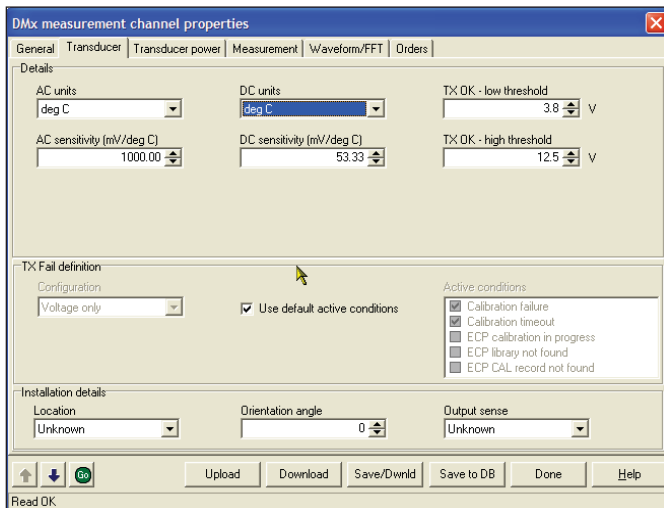 DMx measurement channel properties
General Transducer Transducer power Measurement Waveform/FFT Orders
Details
AC units DC units TX OK - low threshold
deg C deg C 3.8 V
AC sensitivity (mV/deg C) DC sensitivity (mV/deg C) TX OK - high threshold
1000.00 53.33 12.5 V
TX Fail definition
Configuration Active conditions
Voltage only Use default active conditions Calibration failure
Calibration timeout
ECP calibration in progress
ECP library not found
ECP CAL record not found
Installation details
Location Orientation angle Output sense
Unknown 0 Unknown
Go Upload Download Save/Dwnld Save to DB Done Help
Read OK